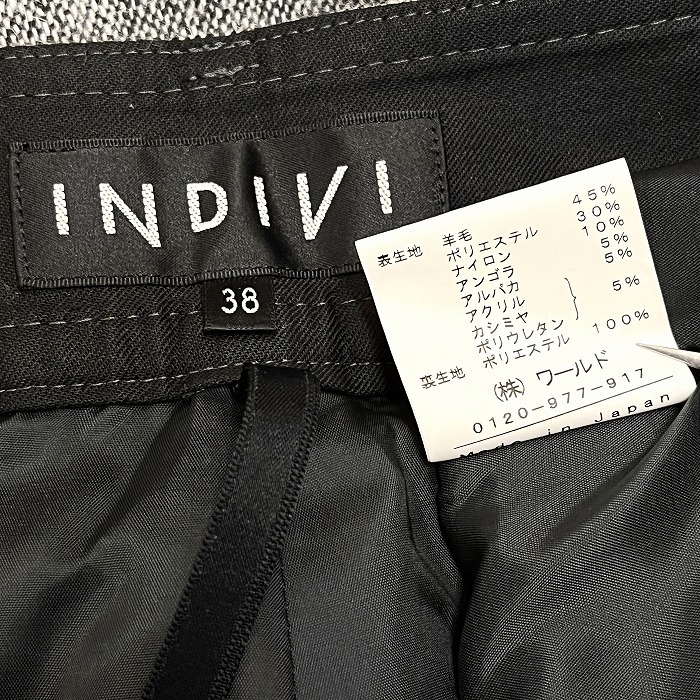 INDIVI
38
表生地 羊毛 45%
ポリエステル 30%
ナイロン 10%
アンゴラ 5%
アルパカ 5%
アクリル
カシミヤ } 5%
ポリウレタン
裏生地 ポリエステル 100%
(株) ワールド
0120-977-917
Made in Japan